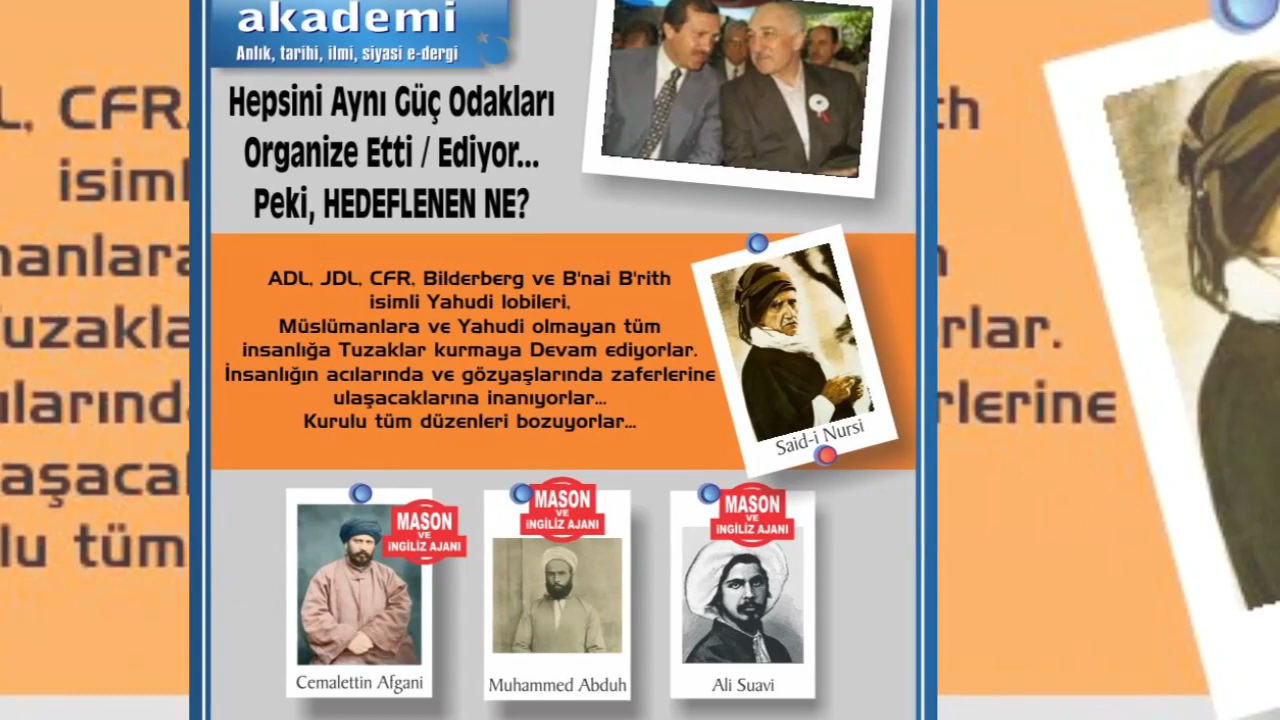 akademi
Anlık, tarihi, ilmi, siyasi e-dergi
Hepsini Aynı Güç Odakları
Organize Etti / Ediyor...
Peki, HEDEFLENEN NE?
ADL, JDL, CFR, Bilderberg ve B'nai B'rith
isimli Yahudi lobileri,
Müslümanlara ve Yahudi olmayan tüm
insanlığa Tuzaklar kurmaya Devam ediyorlar.
İnsanlığın acılarında ve gözyaşlarında zaferlerine
ulaşacaklarına inanıyorlar...
Kurulu tüm düzenleri bozuyorlar...
Said-i Nursi
MASON
VE
İNGİLİZ AJANI
Cemalettin Afgani
MASON
VE
İNGİLİZ AJANI
Muhammed Abduh
MASON
VE
İNGİLİZ AJANI
Ali Suavi